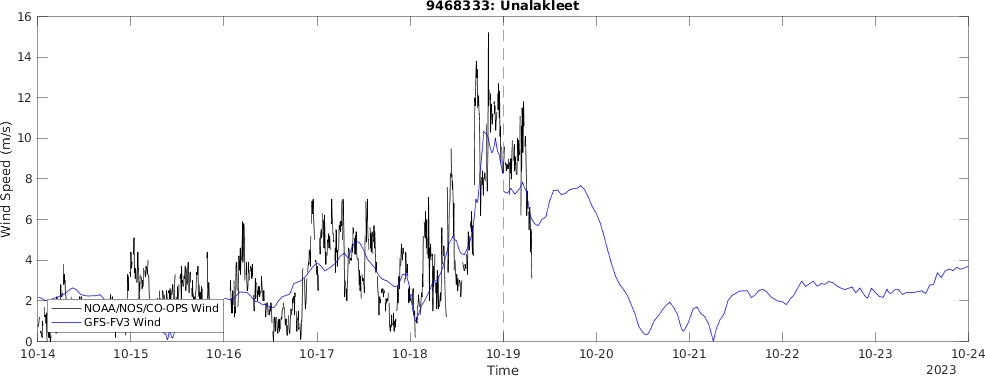 9468333: Unalakleet
16
14
12
10
8
6
4
2
0
Wind Speed (m/s)
NOAA/NOS/CO-OPS Wind
GFS-FV3 Wind
10-14 10-15 10-16 10-17 10-18 10-19 10-20 10-21 10-22 10-23 10-24
Time
2023